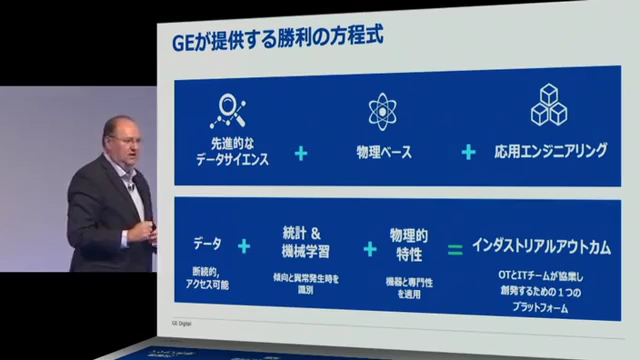 GEが提供する勝利の方程式
先進的な
データサイエンス
+
物理ベース
+
応用エンジニアリング
データ
断続的,
アクセス可能
+
統計 &
機械学習
傾向と異常発生時を
識別
+
物理的
特性
機器と専門性
を適用
=
インダストリアルアウトカム
OTとITチームが協業し
創発するための１つの
プラットフォーム
GE Digital